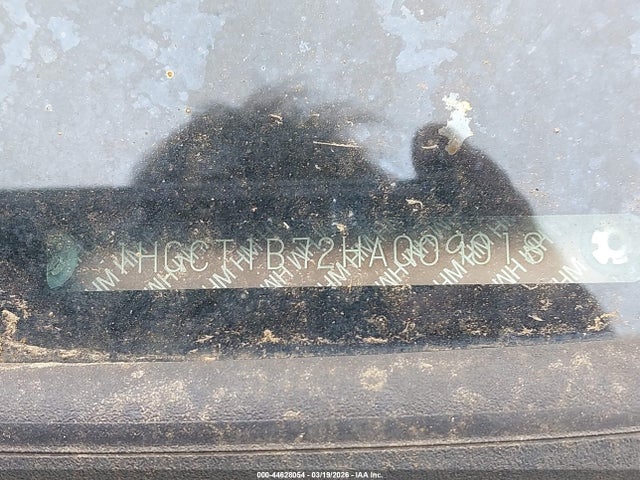 1HGCT1B72HA009018
000-44628054 - 03/19/2026 - IAA Inc.